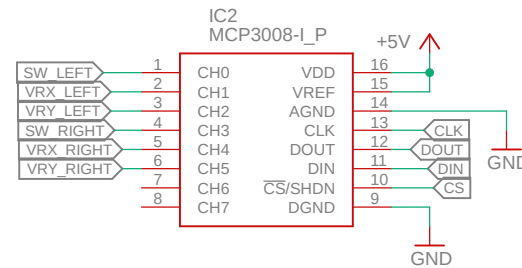 IC2
MCP3008-I_P
+5V
SW_LEFT 1 CH0 VDD 16
VRX_LEFT 2 CH1 VREF 15
VRY_LEFT 3 CH2 AGND 14
SW_RIGHT 4 CH3 CLK 13 CLK
VRX_RIGHT 5 CH4 DOUT 12 DOUT
VRY_RIGHT 6 CH5 DIN 11 DIN
7 CH6 CS/SHDN 10 CS
8 CH7 DGND 9
GND
GND